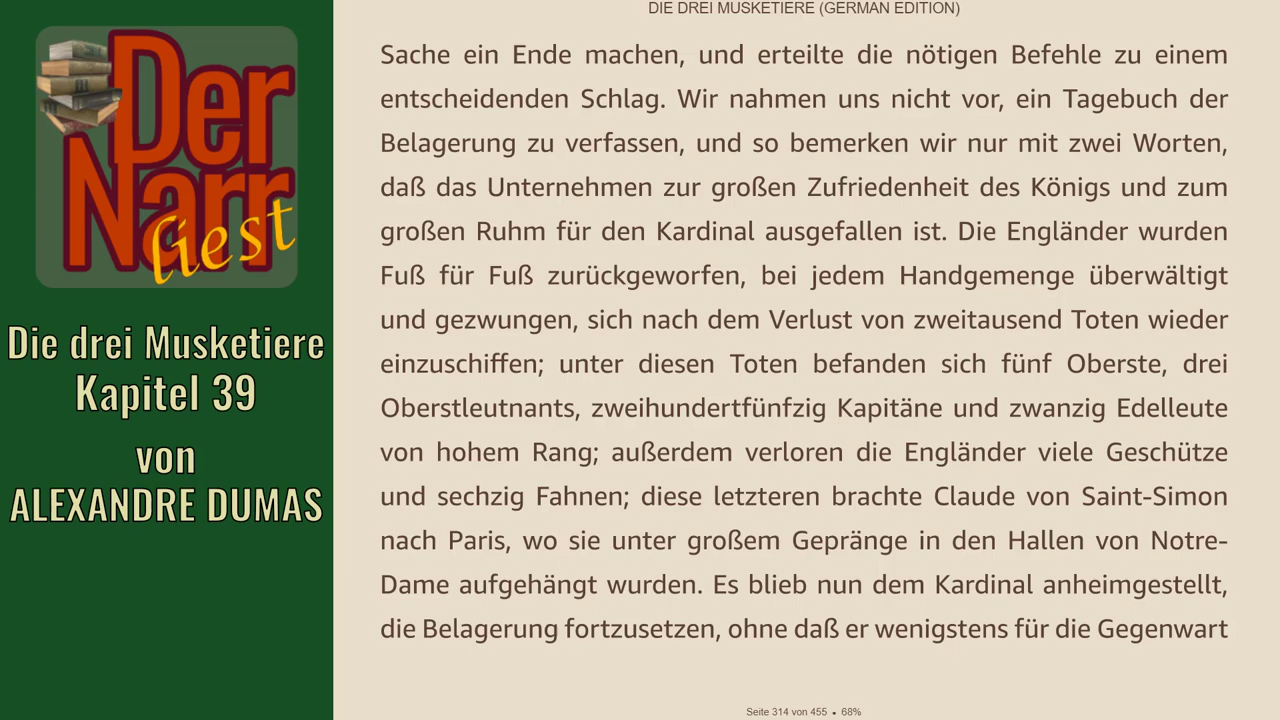 Der
Narr
liest
Die drei Musketiere
Kapitel 39
von
ALEXANDRE DUMAS
DIE DREI MUSKETIERE (GERMAN EDITION)
Sache ein Ende machen, und erteilte die nötigen Befehle zu einem
entscheidenden Schlag. Wir nahmen uns nicht vor, ein Tagebuch der
Belagerung zu verfassen, und so bemerken wir nur mit zwei Worten,
daß das Unternehmen zur großen Zufriedenheit des Königs und zum
großen Ruhm für den Kardinal ausgefallen ist. Die Engländer wurden
Fuß für Fuß zurückgeworfen, bei jedem Handgemenge überwältigt
und gezwungen, sich nach dem Verlust von zweitausend Toten wieder
einzuschiffen; unter diesen Toten befanden sich fünf Oberste, drei
Oberstleutnants, zweihundertfünfzig Kapitäne und zwanzig Edelleute
von hohem Rang; außerdem verloren die Engländer viele Geschütze
und sechzig Fahnen; diese letzteren brachte Claude von Saint-Simon
nach Paris, wo sie unter großem Gepränge in den Hallen von Notre-
Dame aufgehängt wurden. Es blieb nun dem Kardinal anheimgestellt,
die Belagerung fortzusetzen, ohne daß er wenigstens für die Gegenwart
Seite 314 von 455 • 68%